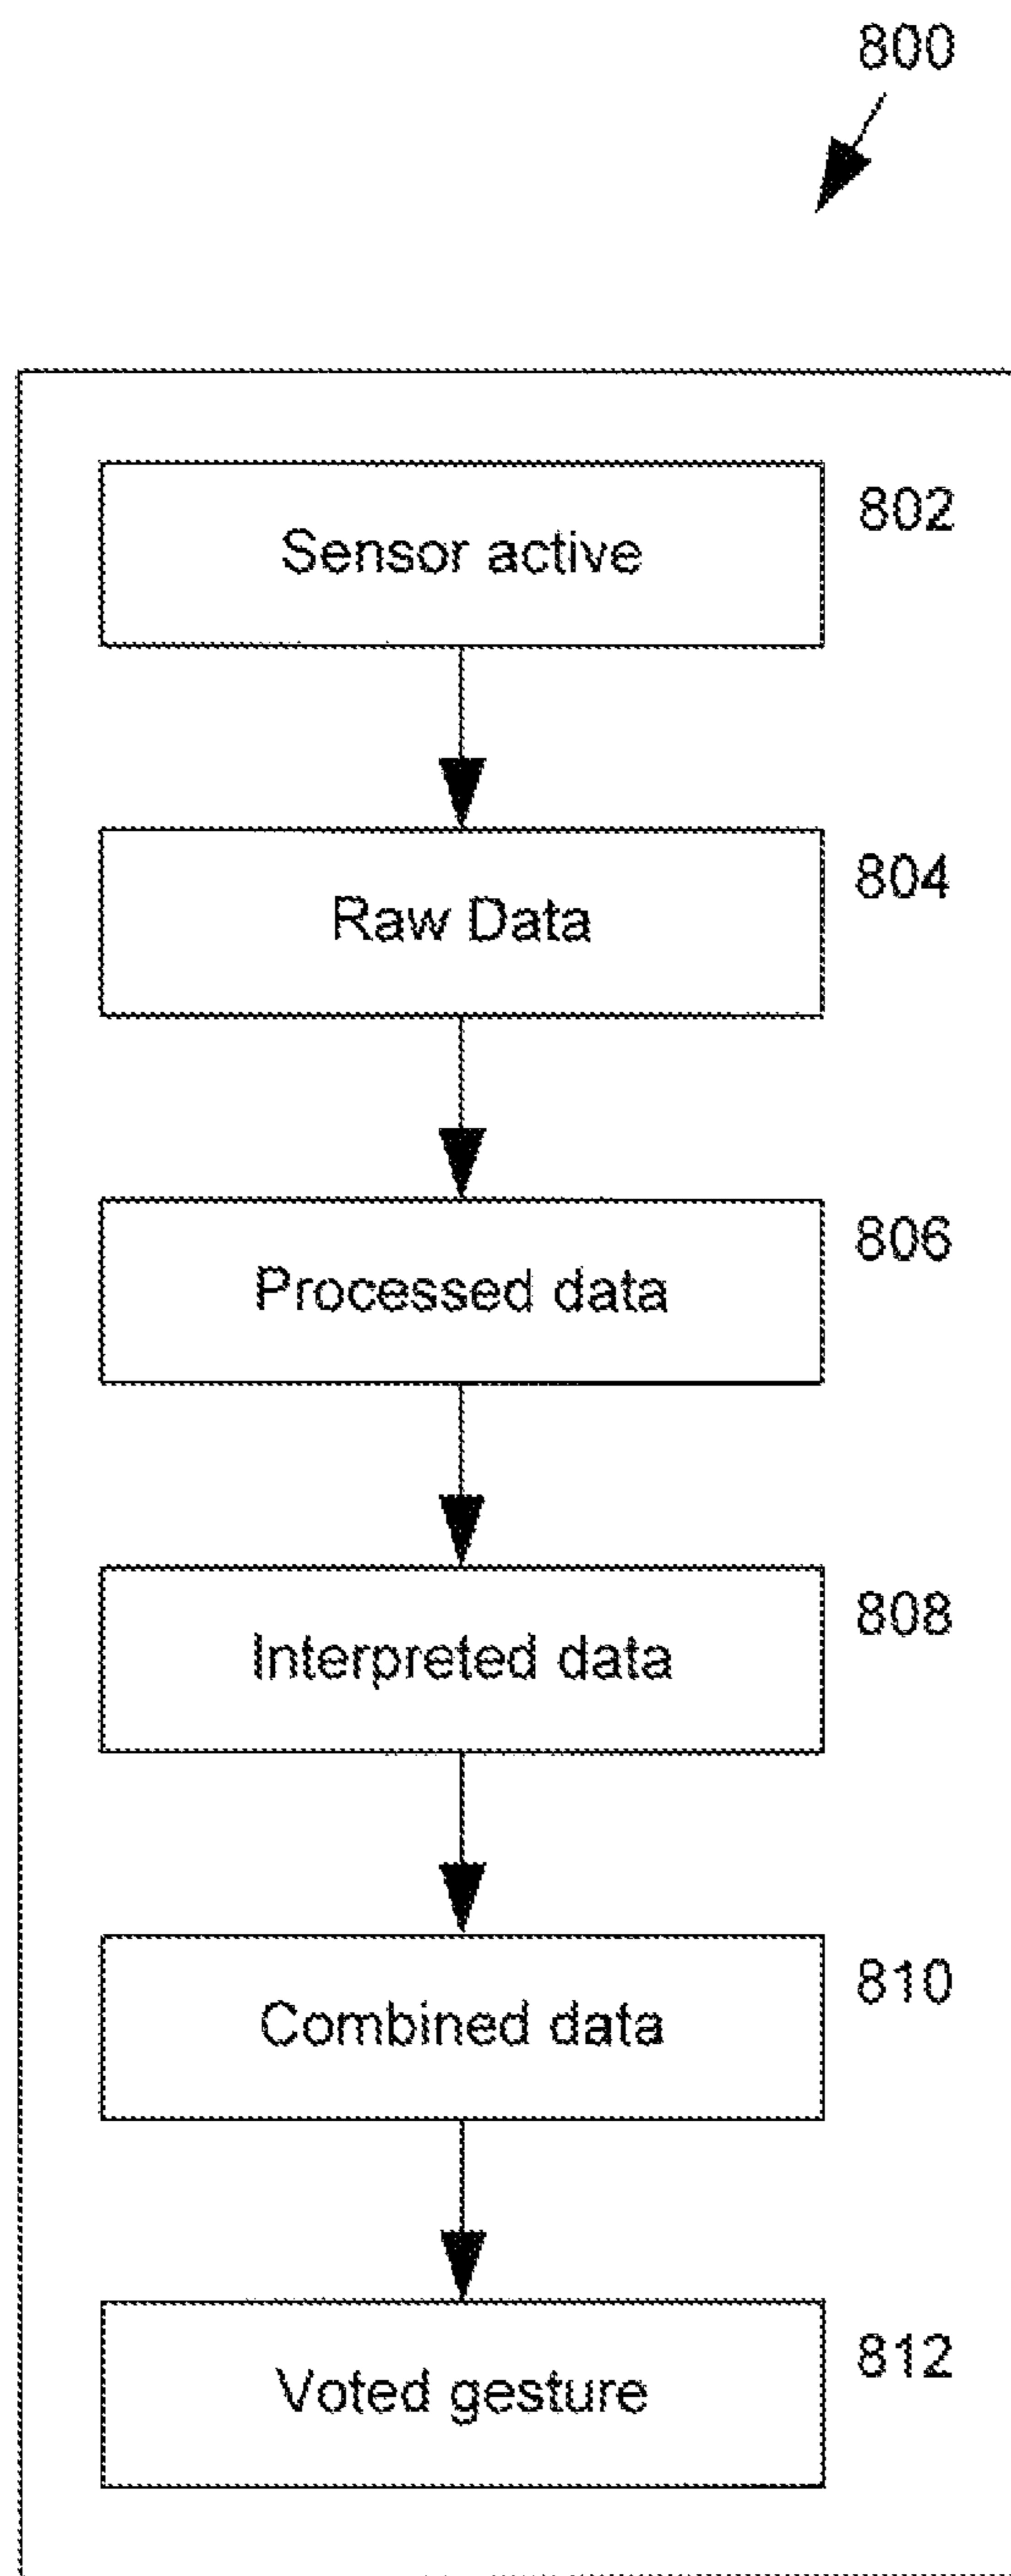 800
Sensor active
802
Raw Data
804
Processed data
806
Interpreted data
808
Combined data
810
Voted gesture
812